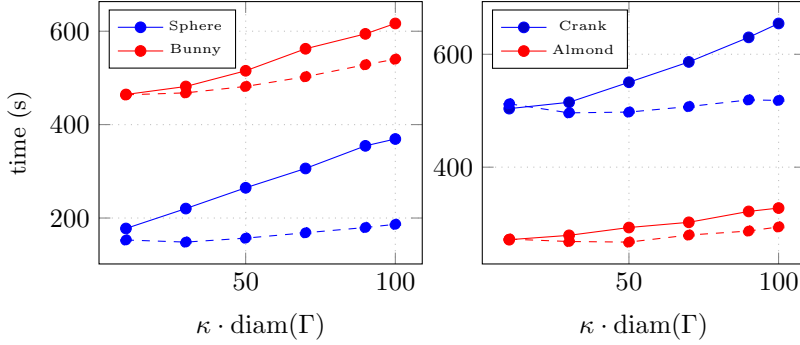 Sphere
Bunny
600
400
200
time (s)
50
100
κ · diam(Γ)
Crank
Almond
600
400
50
100
κ · diam(Γ)